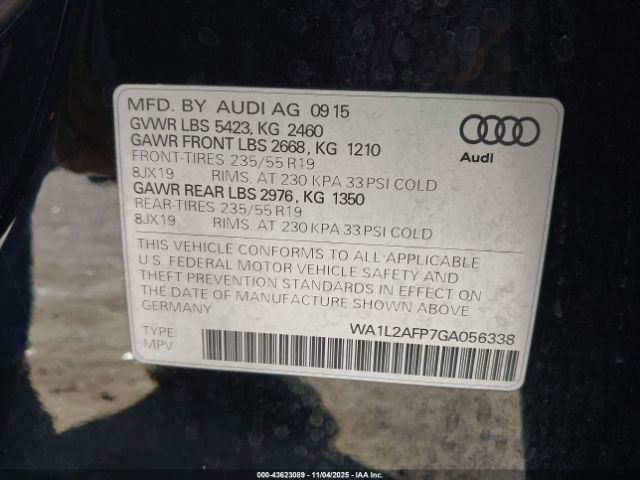 MFD. BY AUDI AG 09 15
GVWR LBS 5423, KG 2460
GAWR FRONT LBS 2668, KG 1210
FRONT-TIRES 235/55 R19
8JX19 RIMS, AT 230 KPA 33 PSI COLD
GAWR REAR LBS 2976, KG 1350
REAR-TIRES 235/55 R19
8JX19 RIMS, AT 230 KPA 33 PSI COLD
Audi
THIS VEHICLE CONFORMS TO ALL APPLICABLE
U.S. FEDERAL MOTOR VEHICLE SAFETY AND
THEFT PREVENTION STANDARDS IN EFFECT ON
THE DATE OF MANUFACTURE SHOWN ABOVE
GERMANY
WA1L2AFP7GA056338
TYPE:
MPV
000-43623089 - 11/04/2025 - IAA Inc.